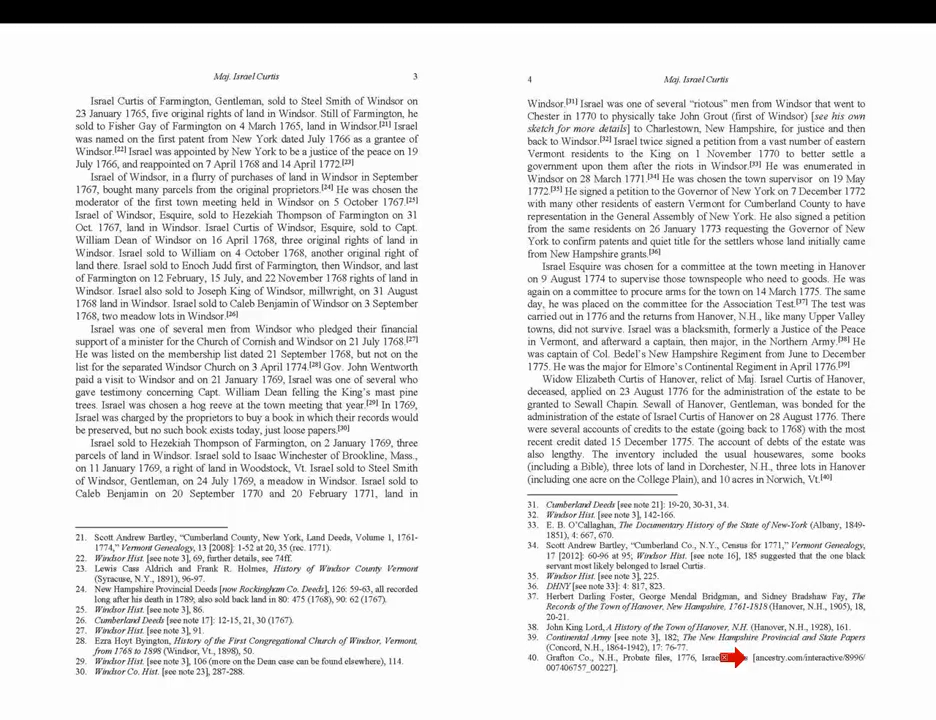 Maj. Israel Curtis 3
Israel Curtis of Farmington, Gentleman, sold to Steel Smith of Windsor on
23 January 1765, five original rights of land in Windsor. Still of Farmington, he
sold to Fisher Gay of Farmington on 4 March 1765, land in Windsor.[21] Israel
was named on the first patent from New York dated July 1766 as a grantee of
Windsor.[22] Israel was appointed by New York to be a justice of the peace on 19
July 1766, and reappointed on 7 April 1768 and 14 April 1772.[23]
Israel of Windsor, in a flurry of purchases of land in Windsor in September
1767, bought many parcels from the original proprietors.[24] He was chosen the
moderator of the first town meeting held in Windsor on 5 October 1767.[25]
Israel of Windsor, Esquire, sold to Hezekiah Thompson of Farmington on 31
Oct. 1767, land in Windsor. Israel Curtis of Windsor, Esquire, sold to Capt.
William Dean of Windsor on 16 April 1768, three original rights of land in
Windsor. Israel sold to William on 4 October 1768, another original right of
land there. Israel sold to Enoch Judd first of Farmington, then Windsor, and last
of Farmington on 12 February, 15 July, and 22 November 1768 rights of land in
Windsor. Israel also sold to Joseph King of Windsor, millwright, on 31 August
1768 land in Windsor. Israel sold to Caleb Benjamin of Windsor on 3 September
1768, two meadow lots in Windsor.[26]
Israel was one of several men from Windsor who pledged their financial
support of a minister for the Church of Cornish and Windsor on 21 July 1768.[27]
He was listed on the membership list dated 21 September 1768, but not on the
list for the separated Windsor Church on 3 April 1774.[28] Gov. John Wentworth
paid a visit to Windsor and on 21 January 1769, Israel was one of several who
gave testimony concerning Capt. William Dean felling the King's mast pine
trees. Israel was chosen a hog reeve at the town meeting that year.[29] In 1769,
Israel was charged by the proprietors to buy a book in which their records would
be preserved, but no such book exists today, just loose papers.[30]
Israel sold to Hezekiah Thompson of Farmington, on 2 January 1769, three
parcels of land in Windsor. Israel sold to Isaac Winchester of Brookline, Mass.,
on 11 January 1769, a right of land in Woodstock, Vt. Israel sold to Steel Smith
of Windsor, Gentleman, on 24 July 1769, a meadow in Windsor. Israel sold to
Caleb Benjamin on 20 September 1770 and 20 February 1771, land in
21. Scott Andrew Bartley, "Cumberland County, New York, Land Deeds, Volume 1, 1761-
1774," Vermont Genealogy, 13 [2008]: 1-52 at 20, 35 (rec. 1771).
22. Windsor Hist. [see note 3], 69, further details, see 74ff.
23. Lewis Cass Aldrich and Frank R. Holmes, History of Windsor County Vermont
(Syracuse, N.Y., 1891), 96-97.
24. New Hampshire Provincial Deeds [now Rockingham Co. Deeds], 126: 59-63, all recorded
long after his death in 1789; also sold back land in 80: 475 (1768), 90: 62 (1767).
25. Windsor Hist. [see note 3], 86.
26. Cumberland Deeds [see note 17]: 12-15, 21, 30 (1767).
27. Windsor Hist. [see note 3], 91.
28. Ezra Hoyt Byington, History of the First Congregational Church of Windsor, Vermont,
from 1768 to 1898 (Windsor, Vt., 1898), 50.
29. Windsor Hist. [see note 3], 106 (more on the Dean case can be found elsewhere), 114.
30. Windsor Co. Hist. [see note 23], 287-288.
4 Maj. Israel Curtis
Windsor.[31] Israel was one of several "riotous" men from Windsor that went to
Chester in 1770 to physically take John Grout (first of Windsor) [see his own
sketch for more details] to Charlestown, New Hampshire, for justice and then
back to Windsor.[32] Israel twice signed a petition from a vast number of eastern
Vermont residents to the King on 1 November 1770 to better settle a
government upon them after the riots in Windsor.[33] He was enumerated in
Windsor on 28 March 1771.[34] He was chosen the town supervisor on 19 May
1772.[35] He signed a petition to the Governor of New York on 7 December 1772
with many other residents of eastern Vermont for Cumberland County to have
representation in the General Assembly of New York. He also signed a petition
from the same residents on 26 January 1773 requesting the Governor of New
York to confirm patents and quiet title for the settlers whose land initially came
from New Hampshire grants.[36]
Israel Esquire was chosen for a committee at the town meeting in Hanover
on 9 August 1774 to supervise those townspeople who need to goods. He was
again on a committee to procure arms for the town on 14 March 1775. The same
day, he was placed on the committee for the Association Test.[37] The test was
carried out in 1776 and the returns from Hanover, N.H., like many Upper Valley
towns, did not survive. Israel was a blacksmith, formerly a Justice of the Peace
in Vermont, and afterward a captain, then major, in the Northern Army.[38] He
was captain of Col. Bedel's New Hampshire Regiment from June to December
1775. He was the major for Elmore's Continental Regiment in April 1776.[39]
Widow Elizabeth Curtis of Hanover, relict of Maj. Israel Curtis of Hanover,
deceased, applied on 23 August 1776 for the administration of the estate to be
granted to Sewall Chapin. Sewall of Hanover, Gentleman, was bonded for the
administration of the estate of Israel Curtis of Hanover on 28 August 1776. There
were several accounts of credits to the estate (going back to 1768) with the most
recent credit dated 15 December 1775. The account of debts of the estate was
also lengthy. The inventory included the usual housewares, some books
(including a Bible), three lots of land in Dorchester, N.H., three lots in Hanover
(including one acre on the College Plain), and 10 acres in Norwich, Vt.[40]
31. Cumberland Deeds [see note 21]: 19-20, 30-31, 34.
32. Windsor Hist. [see note 3], 142-166.
33. E. B. O'Callaghan, The Documentary History of the State of New-York (Albany, 1849-
1851), 4: 667, 670.
34. Scott Andrew Bartley, "Cumberland Co., N.Y., Census for 1771," Vermont Genealogy,
17 [2012]: 60-96 at 95; Windsor Hist. [see note 16], 185 suggested that the one black
servant most likely belonged to Israel Curtis.
35. Windsor Hist. [see note 3], 225.
36. DHNY [see note 33]: 4: 817, 823.
37. Herbert Darling Foster, George Mendal Bridgman, and Sidney Bradshaw Fay, The
Records of the Town of Hanover, New Hampshire, 1761-1818 (Hanover, N.H., 1905), 18,
20-21.
38. John King Lord, A History of the Town of Hanover, N.H. (Hanover, N.H., 1928), 161.
39. Continental Army [see note 3], 182; The New Hampshire Provincial and State Papers
(Concord, N.H., 1864-1942), 17: 76-77.
40. Grafton Co., N.H., Probate files, 1776, [ancestry.com/interactive/8996/
007406757_00227].